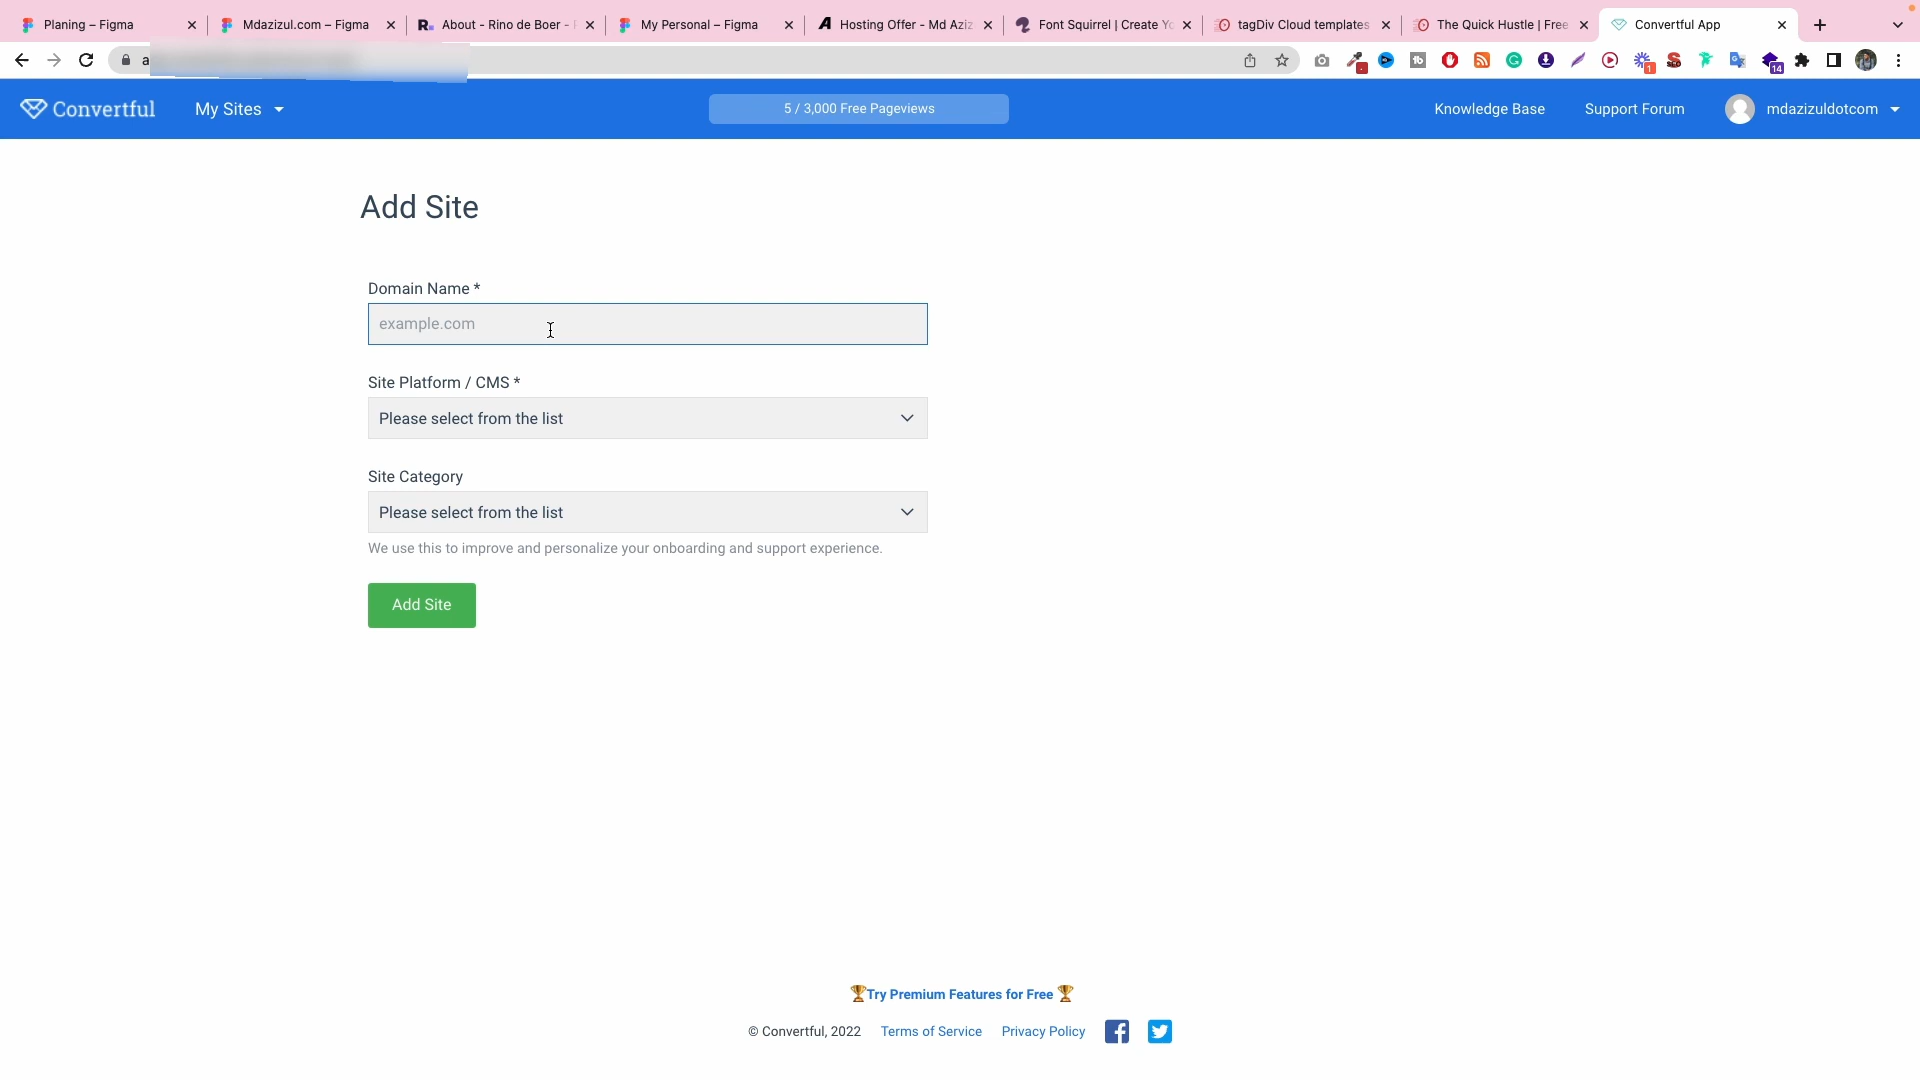 Planing – Figma
Mdazizul.com – Figma
About - Rino de Boer -
My Personal – Figma
Hosting Offer - Md Aziz
Font Squirrel | Create Yo
tagDiv Cloud templates
The Quick Hustle | Free
Convertful App
a
1
14
Convertful
My Sites
5 / 3,000 Free Pageviews
Knowledge Base
Support Forum
mdazizuldotcom
Add Site
Domain Name *
example.com
Site Platform / CMS *
Please select from the list
Site Category
Please select from the list
We use this to improve and personalize your onboarding and support experience.
Add Site
🏆Try Premium Features for Free 🏆
© Convertful, 2022
Terms of Service
Privacy Policy